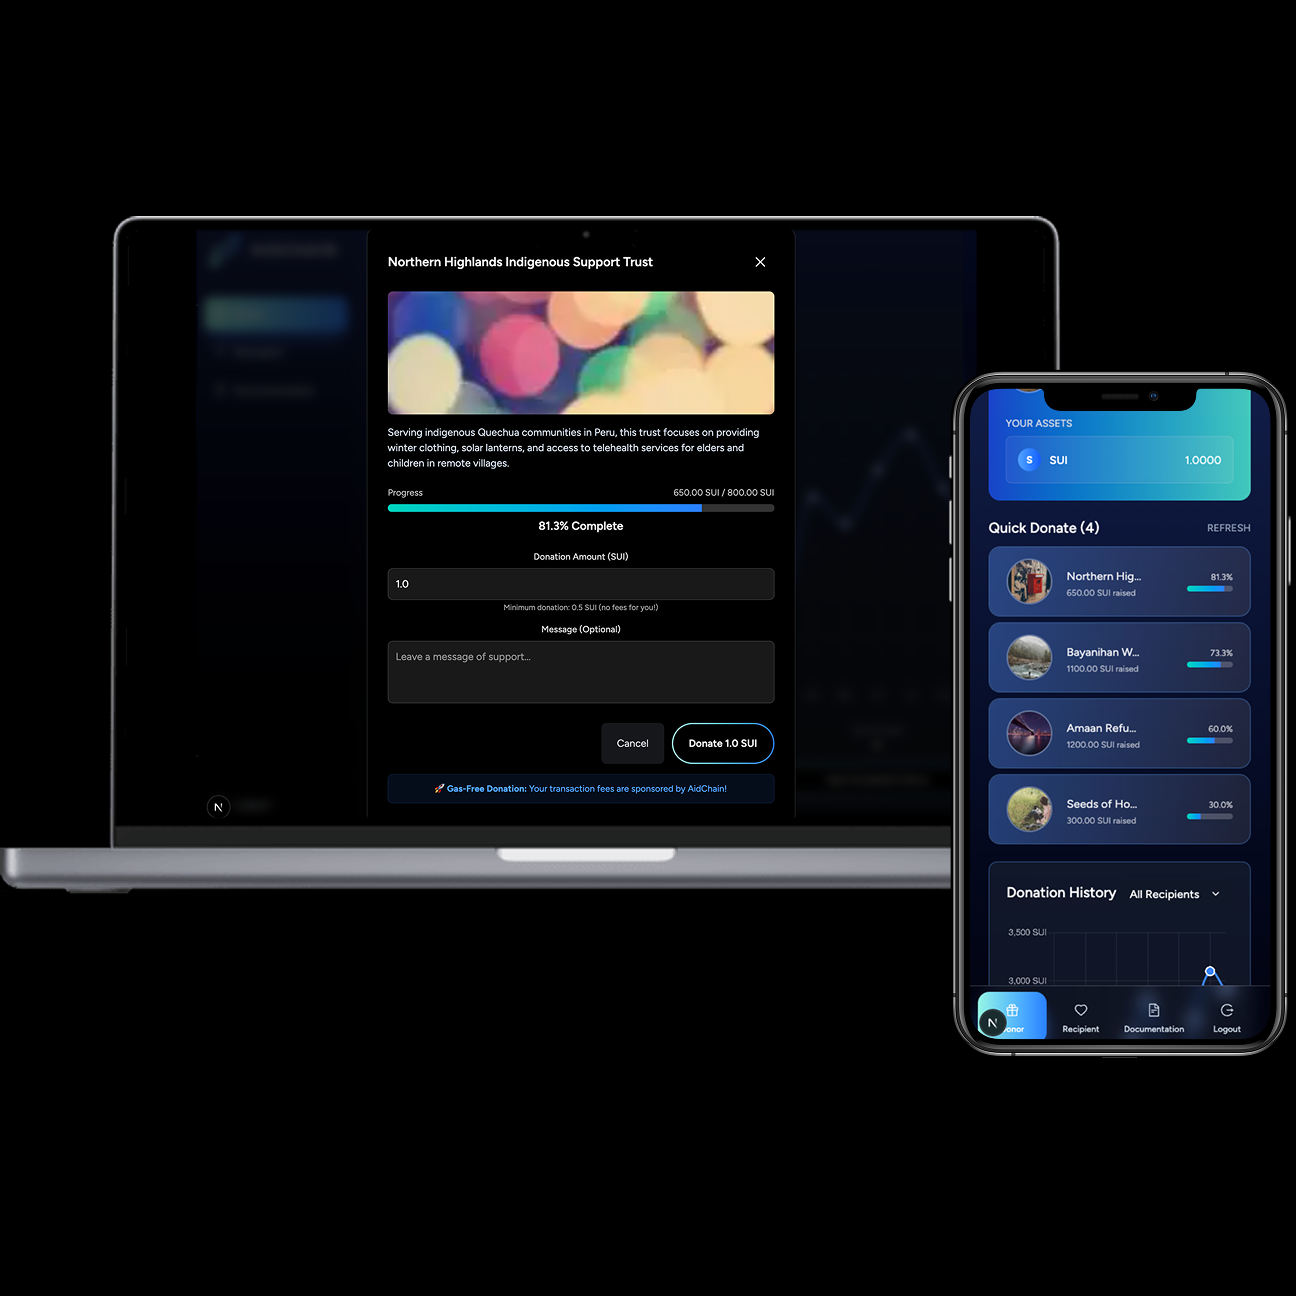 Northern Highlands Indigenous Support Trust
Serving indigenous Quechua communities in Peru, this trust focuses on providing
winter clothing, solar lanterns, and access to telehealth services for elders and
children in remote villages.
Progress 650.00 SUI / 800.00 SUI
81.3% Complete
Donation Amount (SUI)
1.0
Minimum donation: 0.5 SUI (no fees for you!)
Message (Optional)
Leave a message of support...
Cancel Donate 1.0 SUI
🚀 Gas-Free Donation: Your transaction fees are sponsored by AidChain!
N
YOUR ASSETS
S SUI 1.0000
Quick Donate (4) REFRESH
Northern Hig... 81.3%
650.00 SUI raised
Bayanihan W... 73.3%
1100.00 SUI raised
Amaan Refu... 60.0%
1200.00 SUI raised
Seeds of Ho... 30.0%
300.00 SUI raised
Donation History All Recipients
3,500 SUI
3,000 SUI
N onor Recipient Documentation Logout